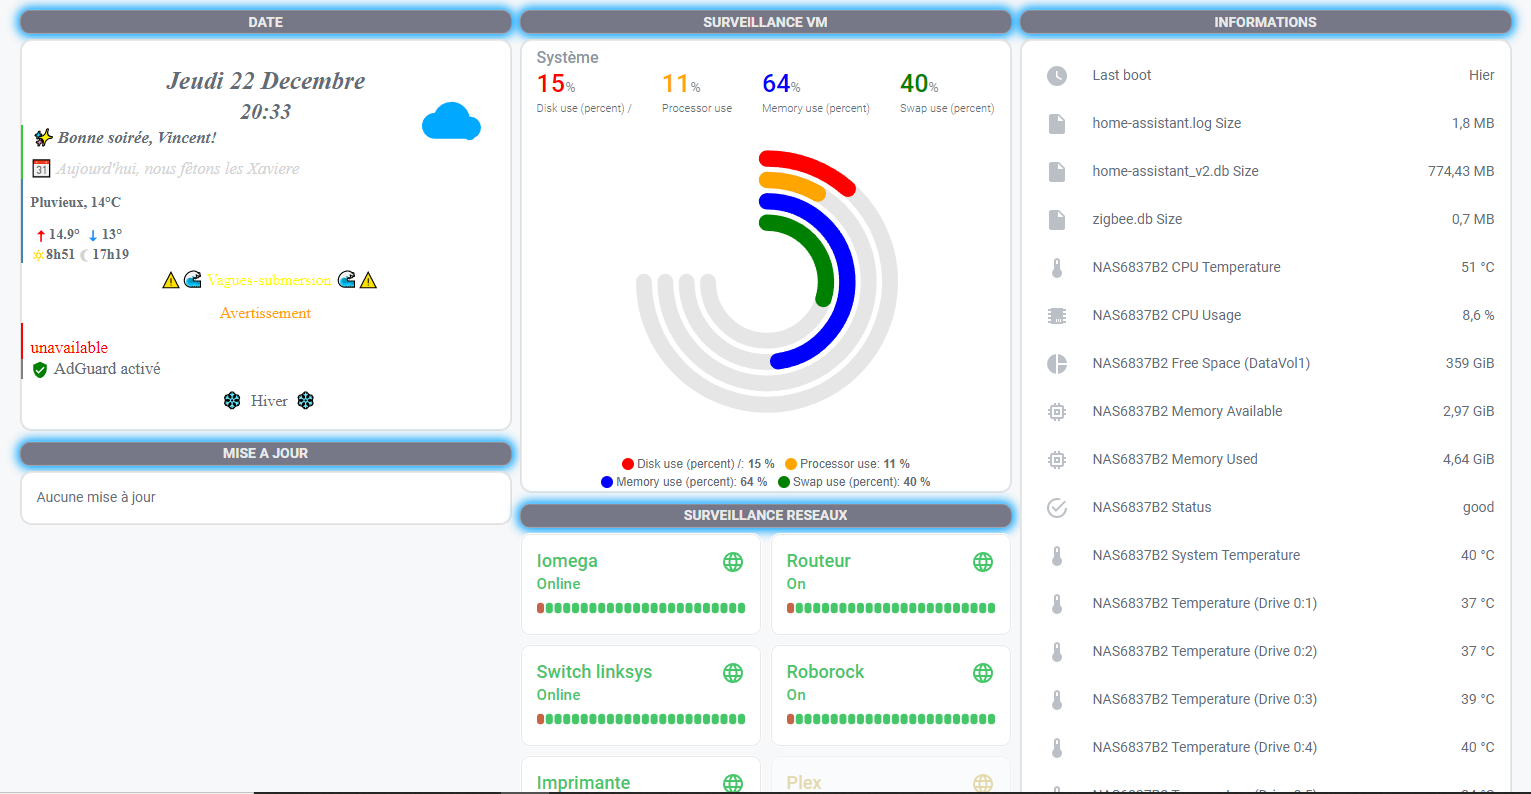 DATE
Jeudi 22 Decembre
20:33
Bonne soirée, Vincent!
31 Aujourd'hui, nous fêtons les Xaviere
Pluvieux, 14°C
14.9° 13°
8h51 17h19
Vagues-submersion
Avertissement
unavailable
AdGuard activé
Hiver
MISE A JOUR
Aucune mise à jour
SURVEILLANCE VM
Système
15% 11% 64% 40%
Disk use (percent) / Processor use Memory use (percent) Swap use (percent)
Disk use (percent) /: 15 % Processor use: 11 %
Memory use (percent): 64 % Swap use (percent): 40 %
SURVEILLANCE RESEAUX
Iomega
Online
Routeur
On
Switch linksys
Online
Roborock
On
Imprimante
Plex
INFORMATIONS
Last boot Hier
home-assistant.log Size 1,8 MB
home-assistant_v2.db Size 774,43 MB
zigbee.db Size 0,7 MB
NAS6837B2 CPU Temperature 51 °C
NAS6837B2 CPU Usage 8,6 %
NAS6837B2 Free Space (DataVol1) 359 GiB
NAS6837B2 Memory Available 2,97 GiB
NAS6837B2 Memory Used 4,64 GiB
NAS6837B2 Status good
NAS6837B2 System Temperature 40 °C
NAS6837B2 Temperature (Drive 0:1) 37 °C
NAS6837B2 Temperature (Drive 0:2) 37 °C
NAS6837B2 Temperature (Drive 0:3) 39 °C
NAS6837B2 Temperature (Drive 0:4) 40 °C